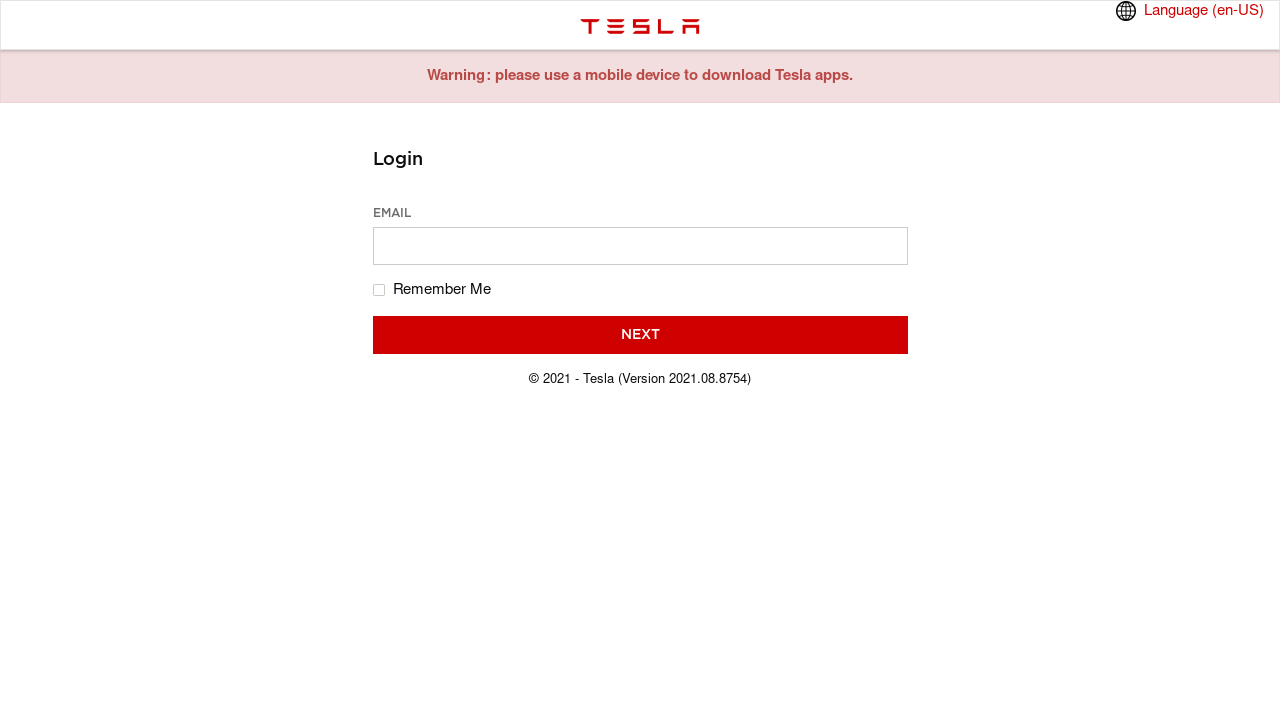 TESLA
Language (en-US)
Warning: please use a mobile device to download Tesla apps.
Login
EMAIL
Remember Me
NEXT
© 2021 - Tesla (Version 2021.08.8754)